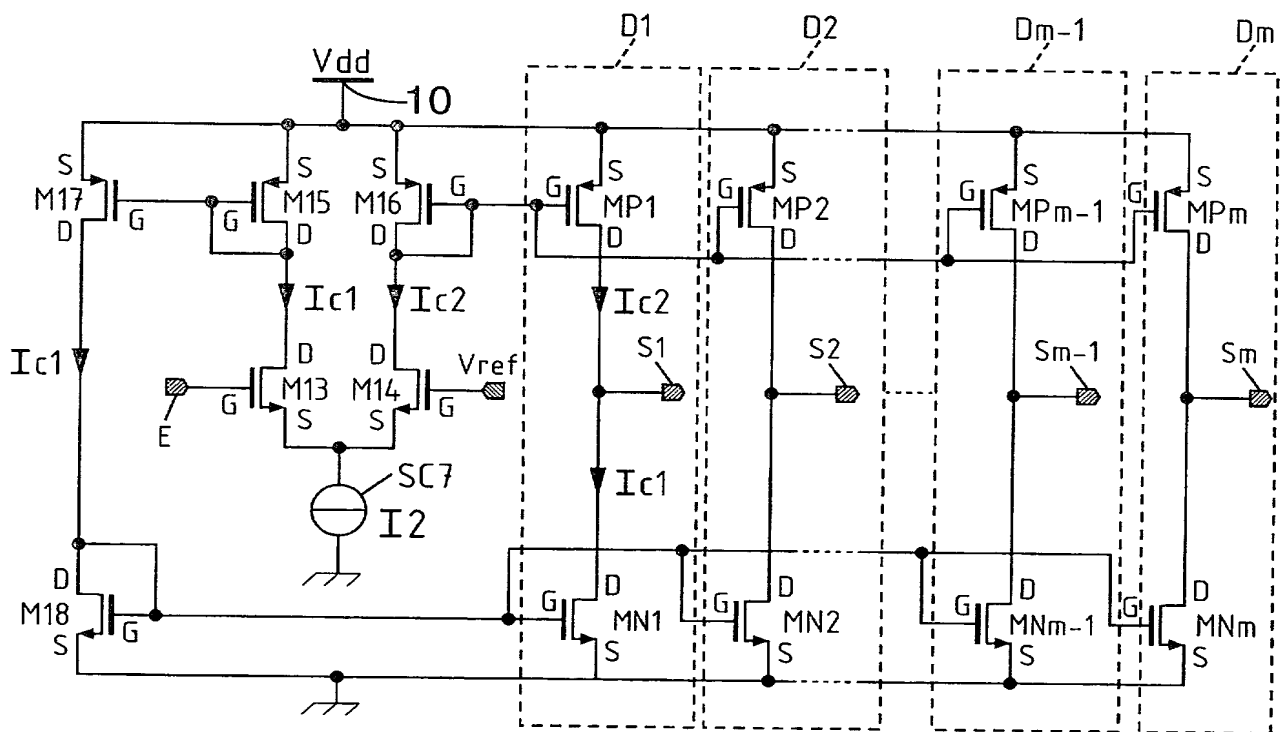 D1
D2
Dm-1
Dm
Vdd
10
S
M17
G
D
S
M15
G
D
S
M16
G
D
S
G
MP1
D
S
G
MP2
D
S
G
MPm-1
D
S
G
MPm
D
Ic1
Ic2
Ic2
Ic1
E
D
M13
G
S
D
M14
G
S
Vref
S1
S2
Sm-1
Sm
SC7
I2
Ic1
D
M18
G
S
D
G
MN1
S
D
G
MN2
S
D
G
MNm-1
S
D
G
MNm
S